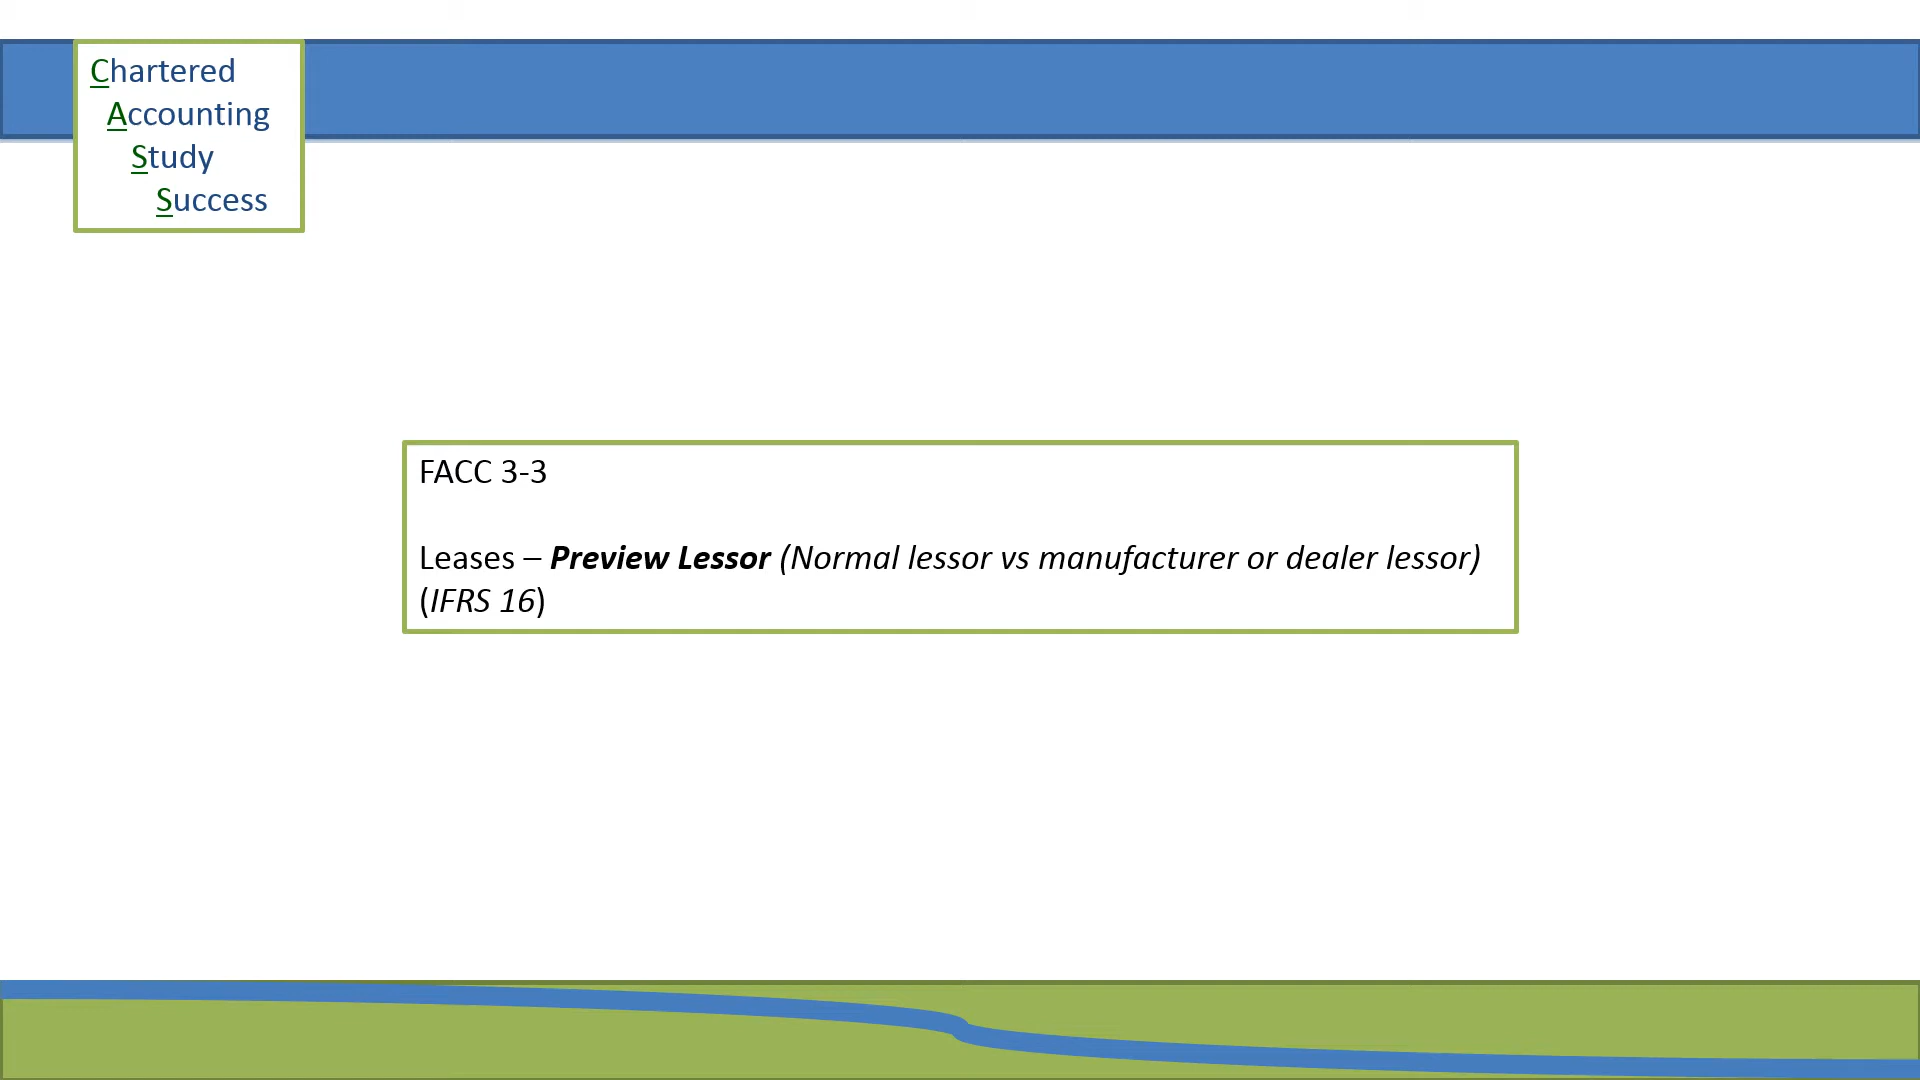 Chartered
Accounting
Study
Success
FACC 3-3
Leases – Preview Lessor (Normal lessor vs manufacturer or dealer lessor)
(IFRS 16)